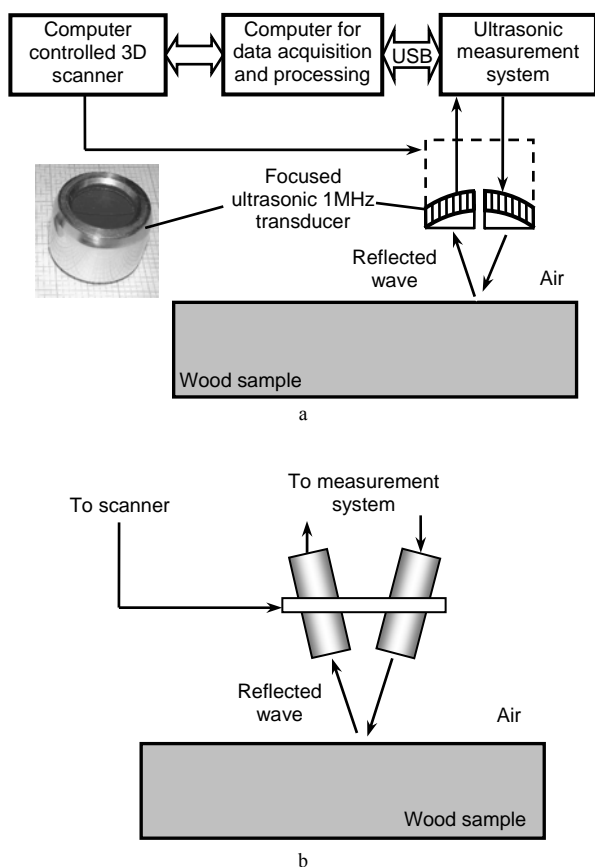 Computer
controlled 3D
scanner
Computer for
data acquisition
and processing
USB
Ultrasonic
measurement
system
Focused
ultrasonic 1MHz
transducer
Reflected
wave
Air
Wood sample
a
To scanner
To measurement
system
Reflected
wave
Air
Wood sample
b